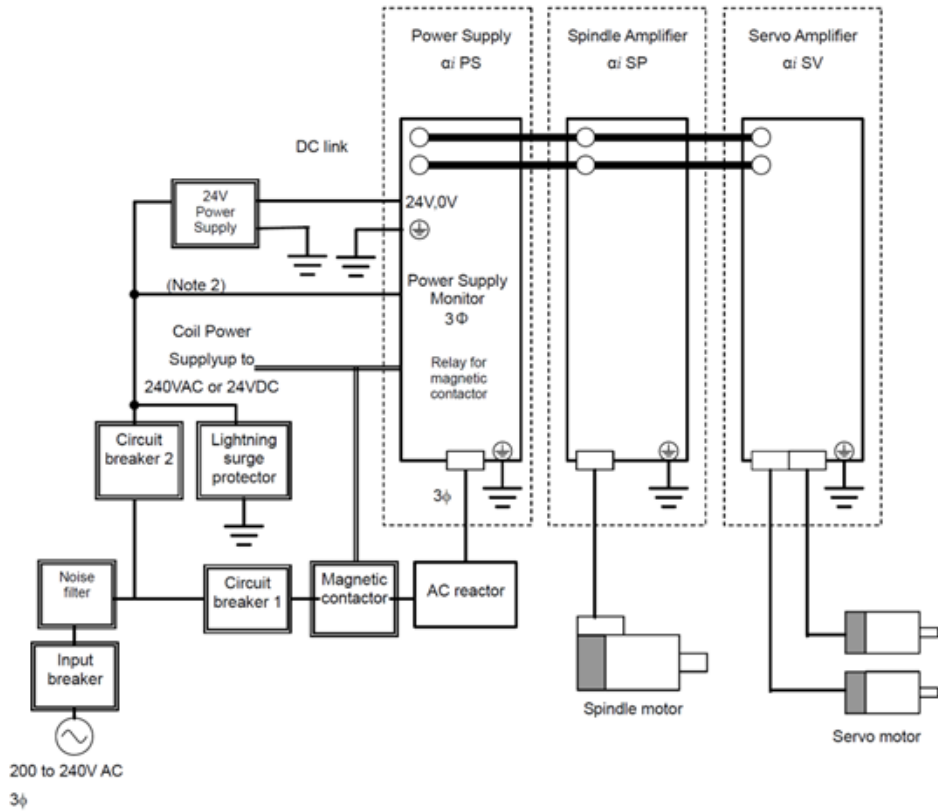 Power Supply
αi PS
Spindle Amplifier
αi SP
Servo Amplifier
αi SV
DC link
24V
Power
Supply
24V,0V
(Note 2)
Power Supply
Monitor
3Φ
Coil Power
Supplyup to
240VAC or 24VDC
Relay for
magnetic
contactor
Circuit
breaker 2
Lightning
surge
protector
3ϕ
Noise
filter
Circuit
breaker 1
Magnetic
contactor
AC reactor
Input
breaker
Spindle motor
Servo motor
200 to 240V AC
3ϕ